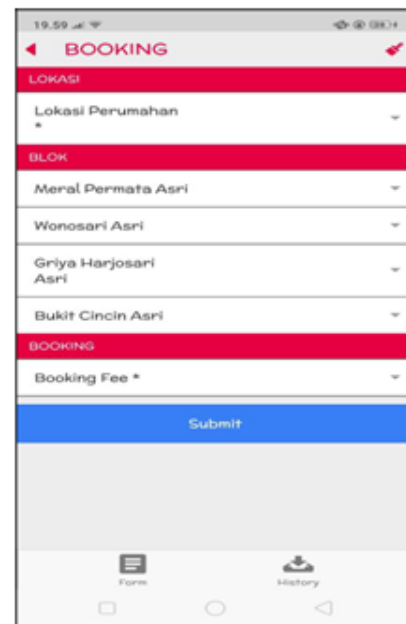 19.59
BOOKING
LOKASI
Lokasi Perumahan
*
BLOK
Meral Permata Asri
Wonosari Asri
Griya Harjosari
Asri
Bukit Cincin Asri
BOOKING
Booking Fee *
Submit
Form
History